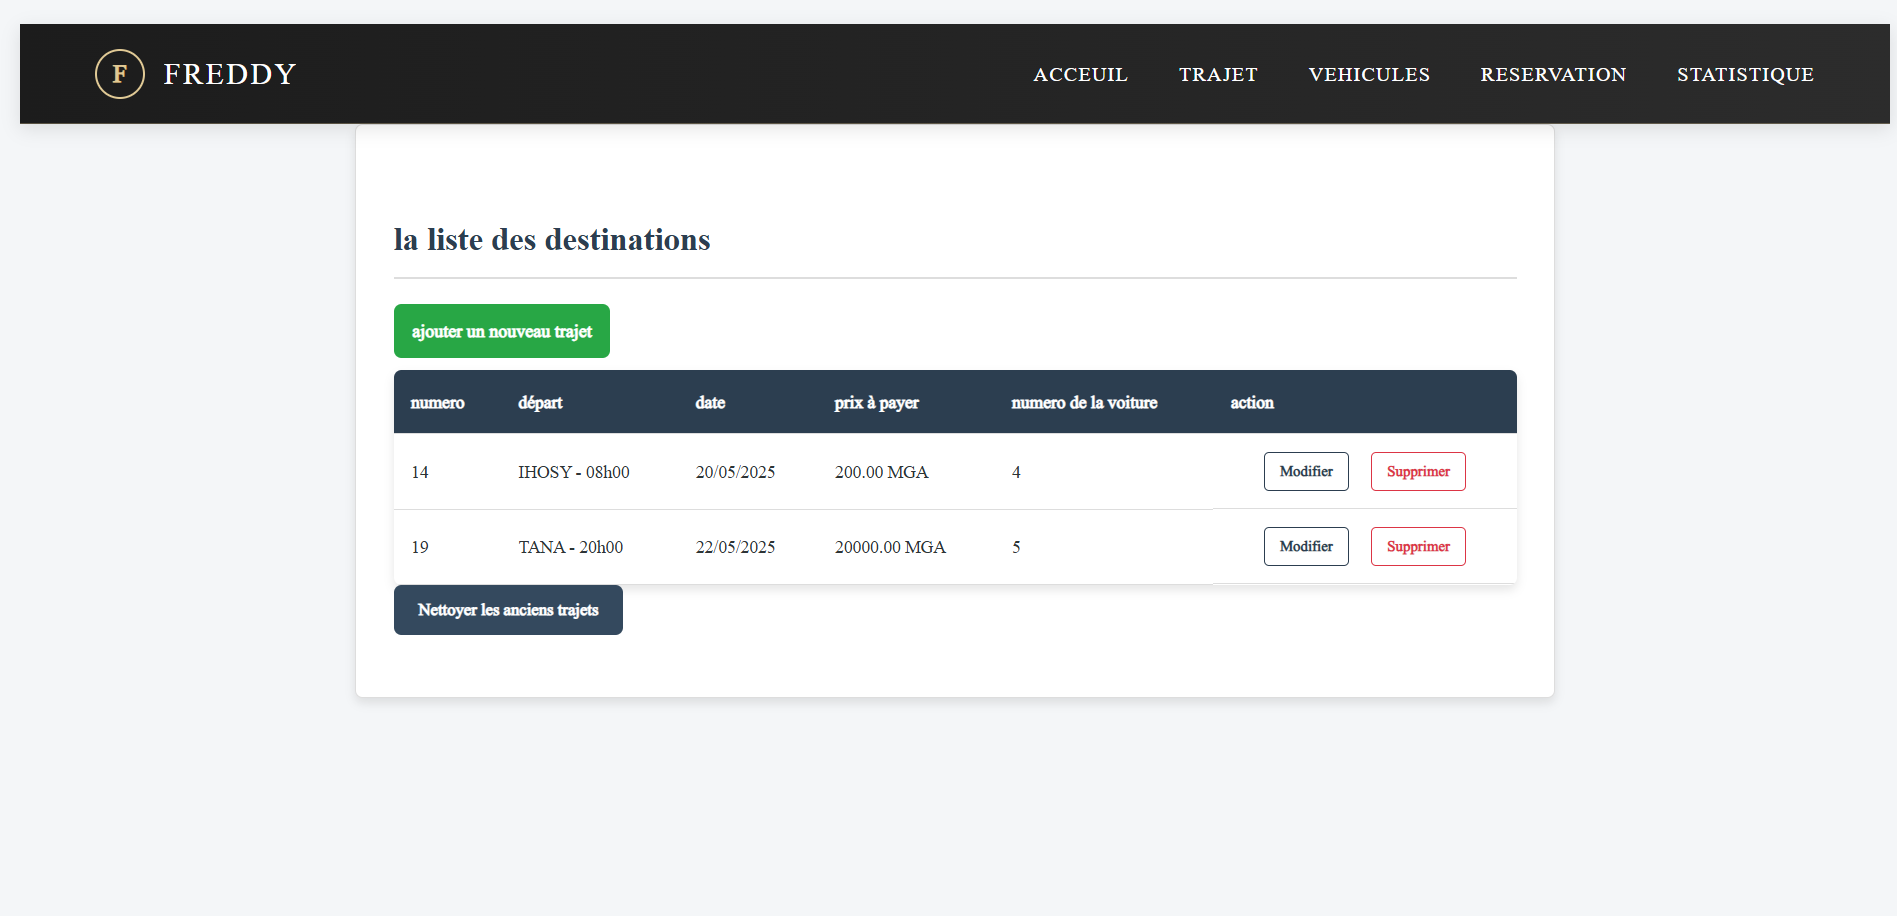 F FREDDY ACCEUIL TRAJET VEHICULES RESERVATION STATISTIQUE
la liste des destinations
ajouter un nouveau trajet
numero départ date prix à payer numero de la voiture action
14 IHOSY - 08h00 20/05/2025 200.00 MGA 4 Modifier Supprimer
19 TANA - 20h00 22/05/2025 20000.00 MGA 5 Modifier Supprimer
Nettoyer les anciens trajets